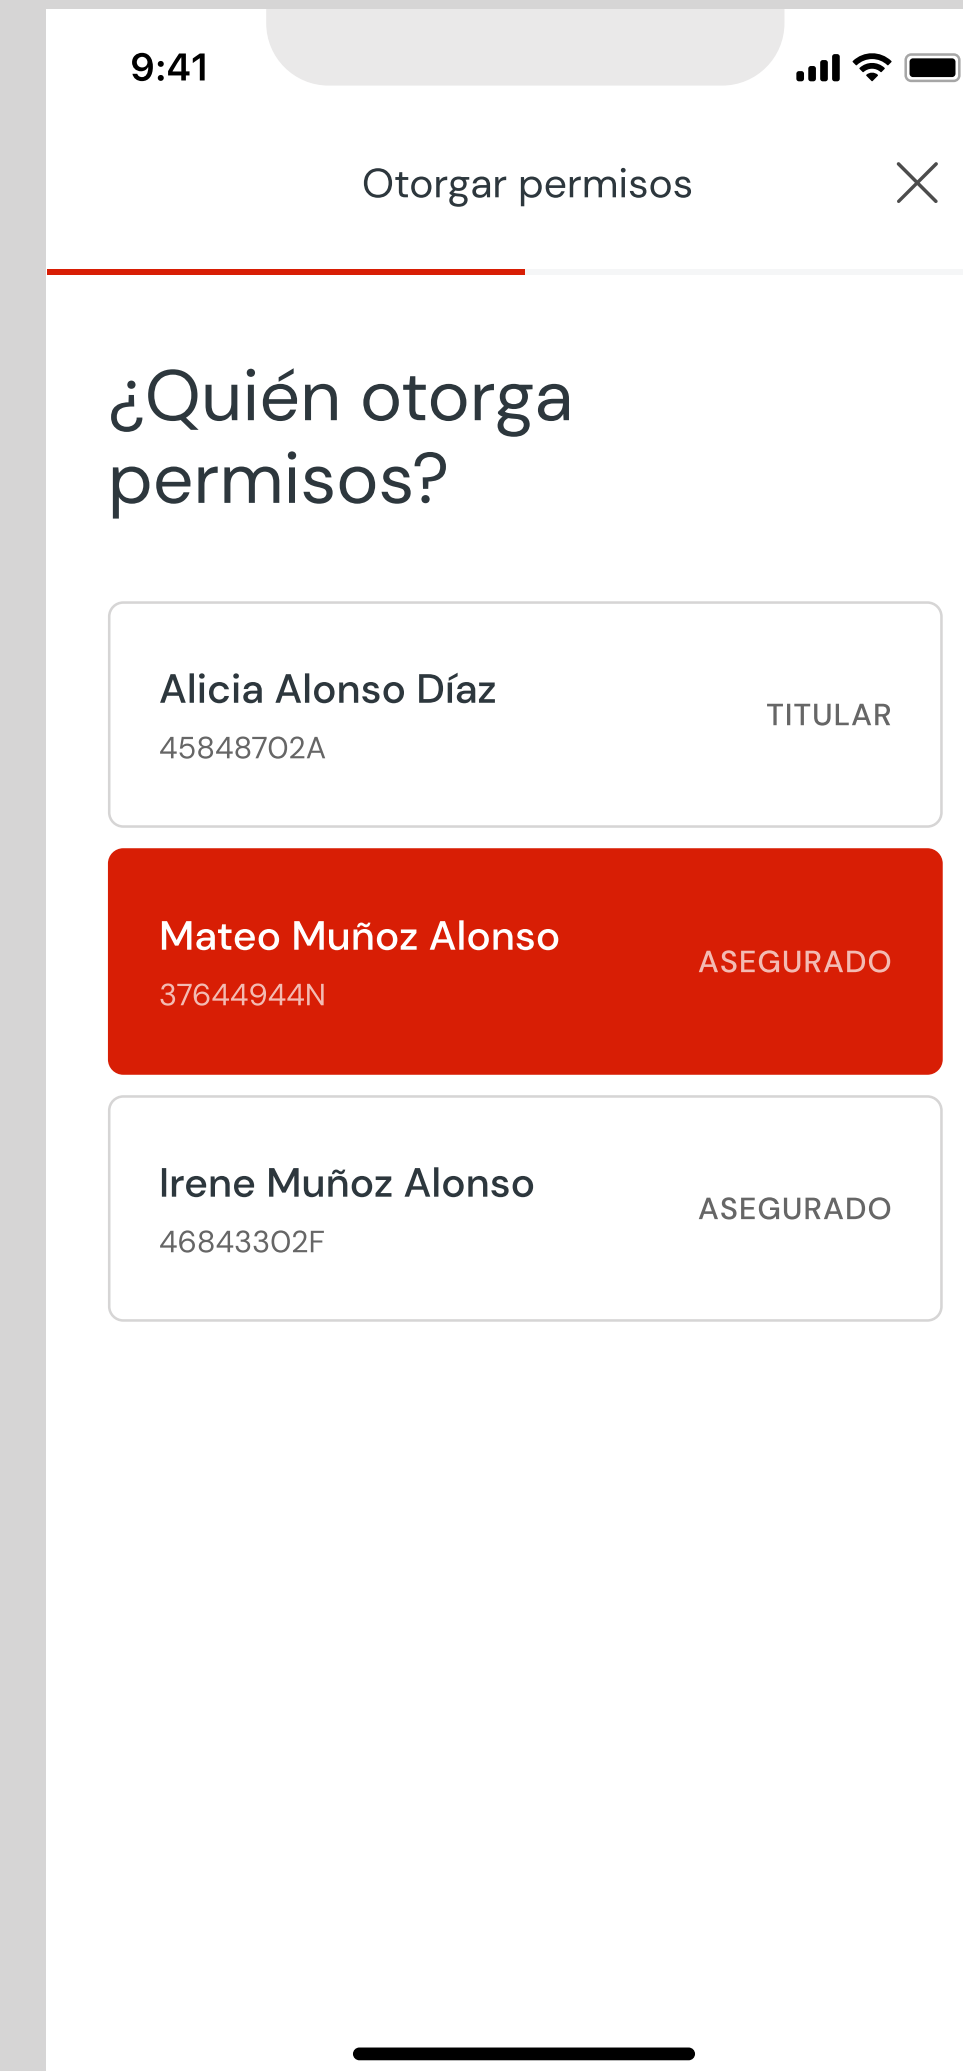 9:41
Otorgar permisos
¿Quién otorga
permisos?
Alicia Alonso Díaz
TITULAR
45848702A
Mateo Muñoz Alonso
ASEGURADO
37644944N
Irene Muñoz Alonso
ASEGURADO
46843302F